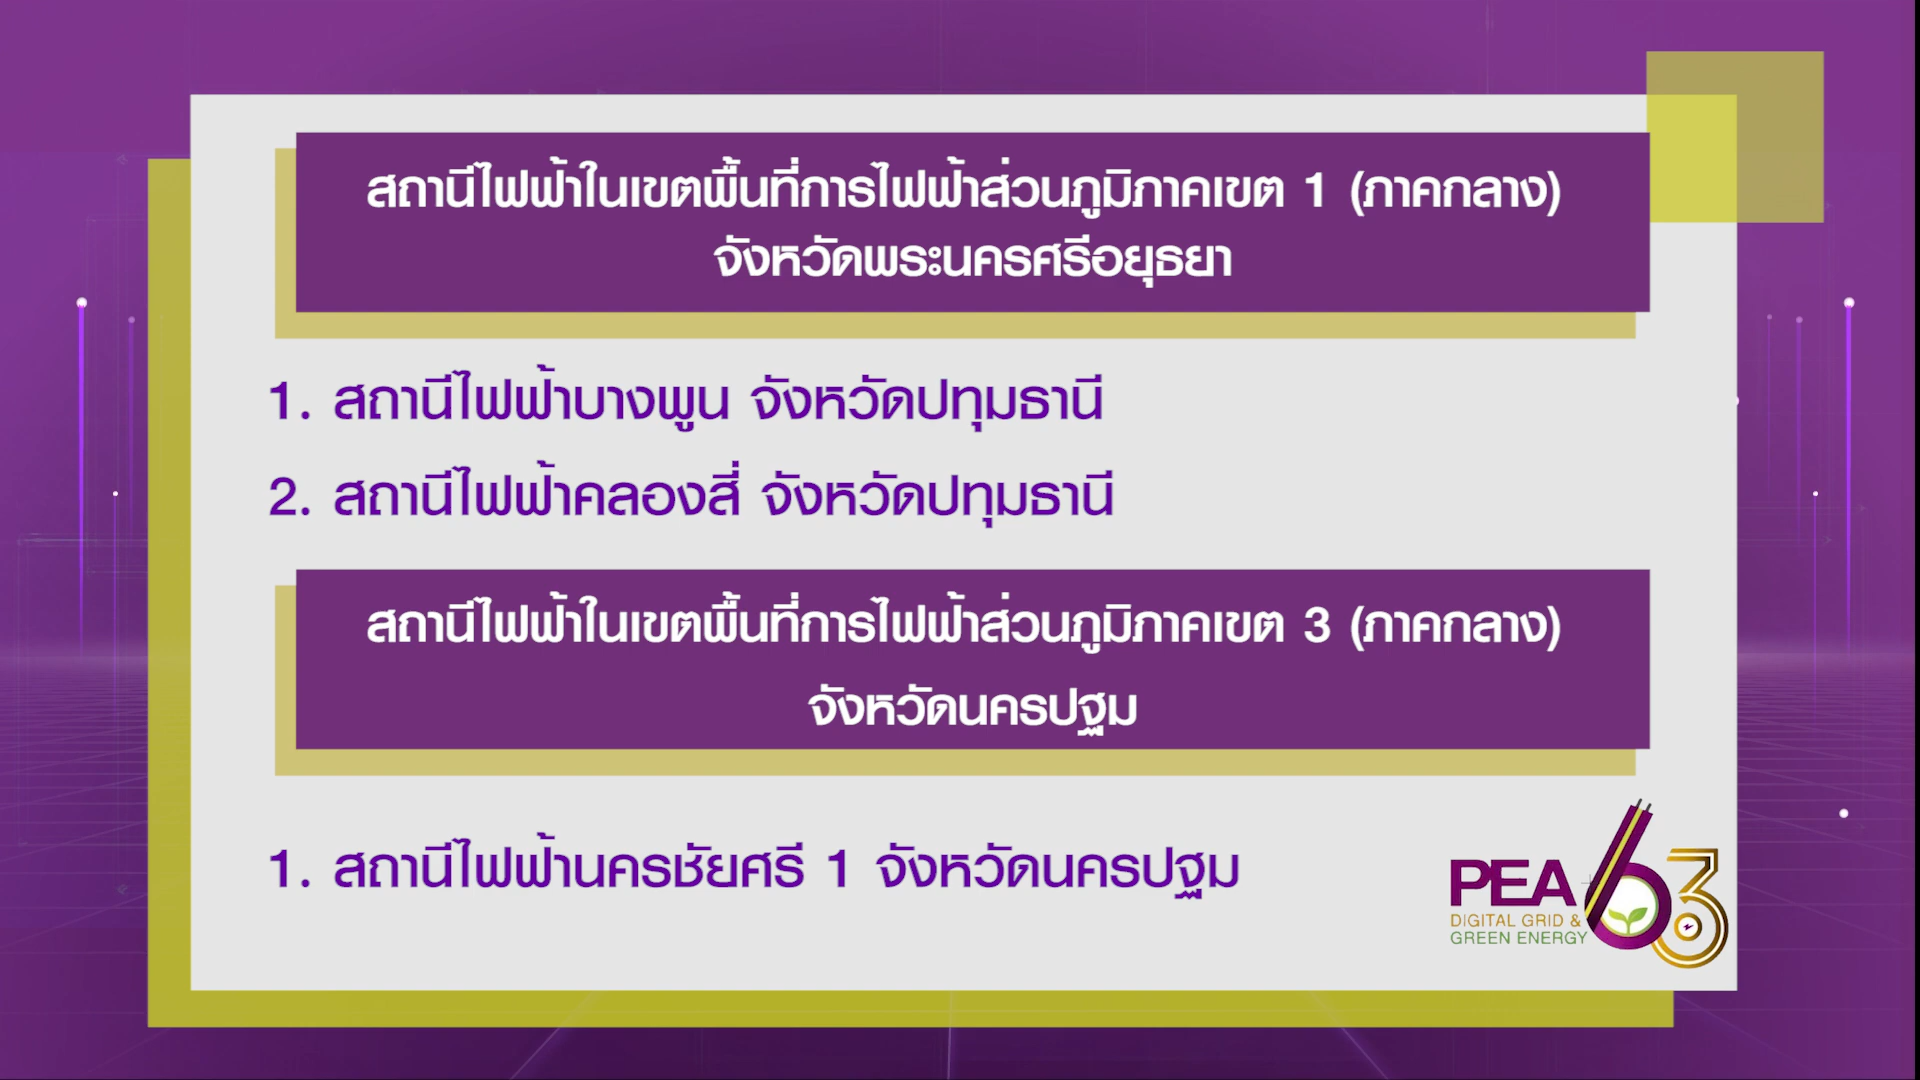 สถานีไฟฟ้าในเขตพื้นที่การไฟฟ้าส่วนภูมิภาคเขต 1 (ภาคกลาง)
จังหวัดพระนครศรีอยุธยา
1. สถานีไฟฟ้าบางพูน จังหวัดปทุมธานี
2. สถานีไฟฟ้าคลองสี่ จังหวัดปทุมธานี
สถานีไฟฟ้าในเขตพื้นที่การไฟฟ้าส่วนภูมิภาคเขต 3 (ภาคกลาง)
จังหวัดนครปฐม
1. สถานีไฟฟ้านครชัยศรี 1 จังหวัดนครปฐม
PEA 63
DIGITAL GRID &
GREEN ENERGY